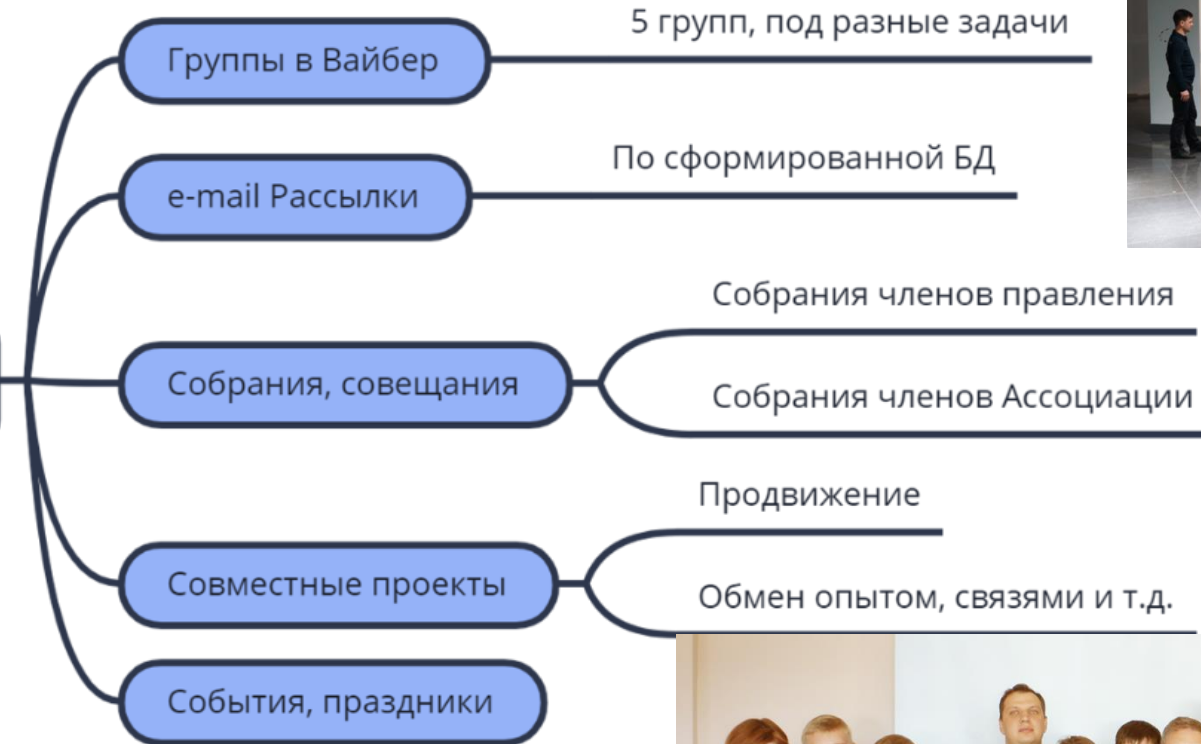 Группы в Вайбер
5 групп, под разные задачи
e-mail Рассылки
По сформированной БД
Собрания, совещания
Собрания членов правления
Собрания членов Ассоциации
Совместные проекты
Продвижение
Обмен опытом, связями и т.д.
События, праздники